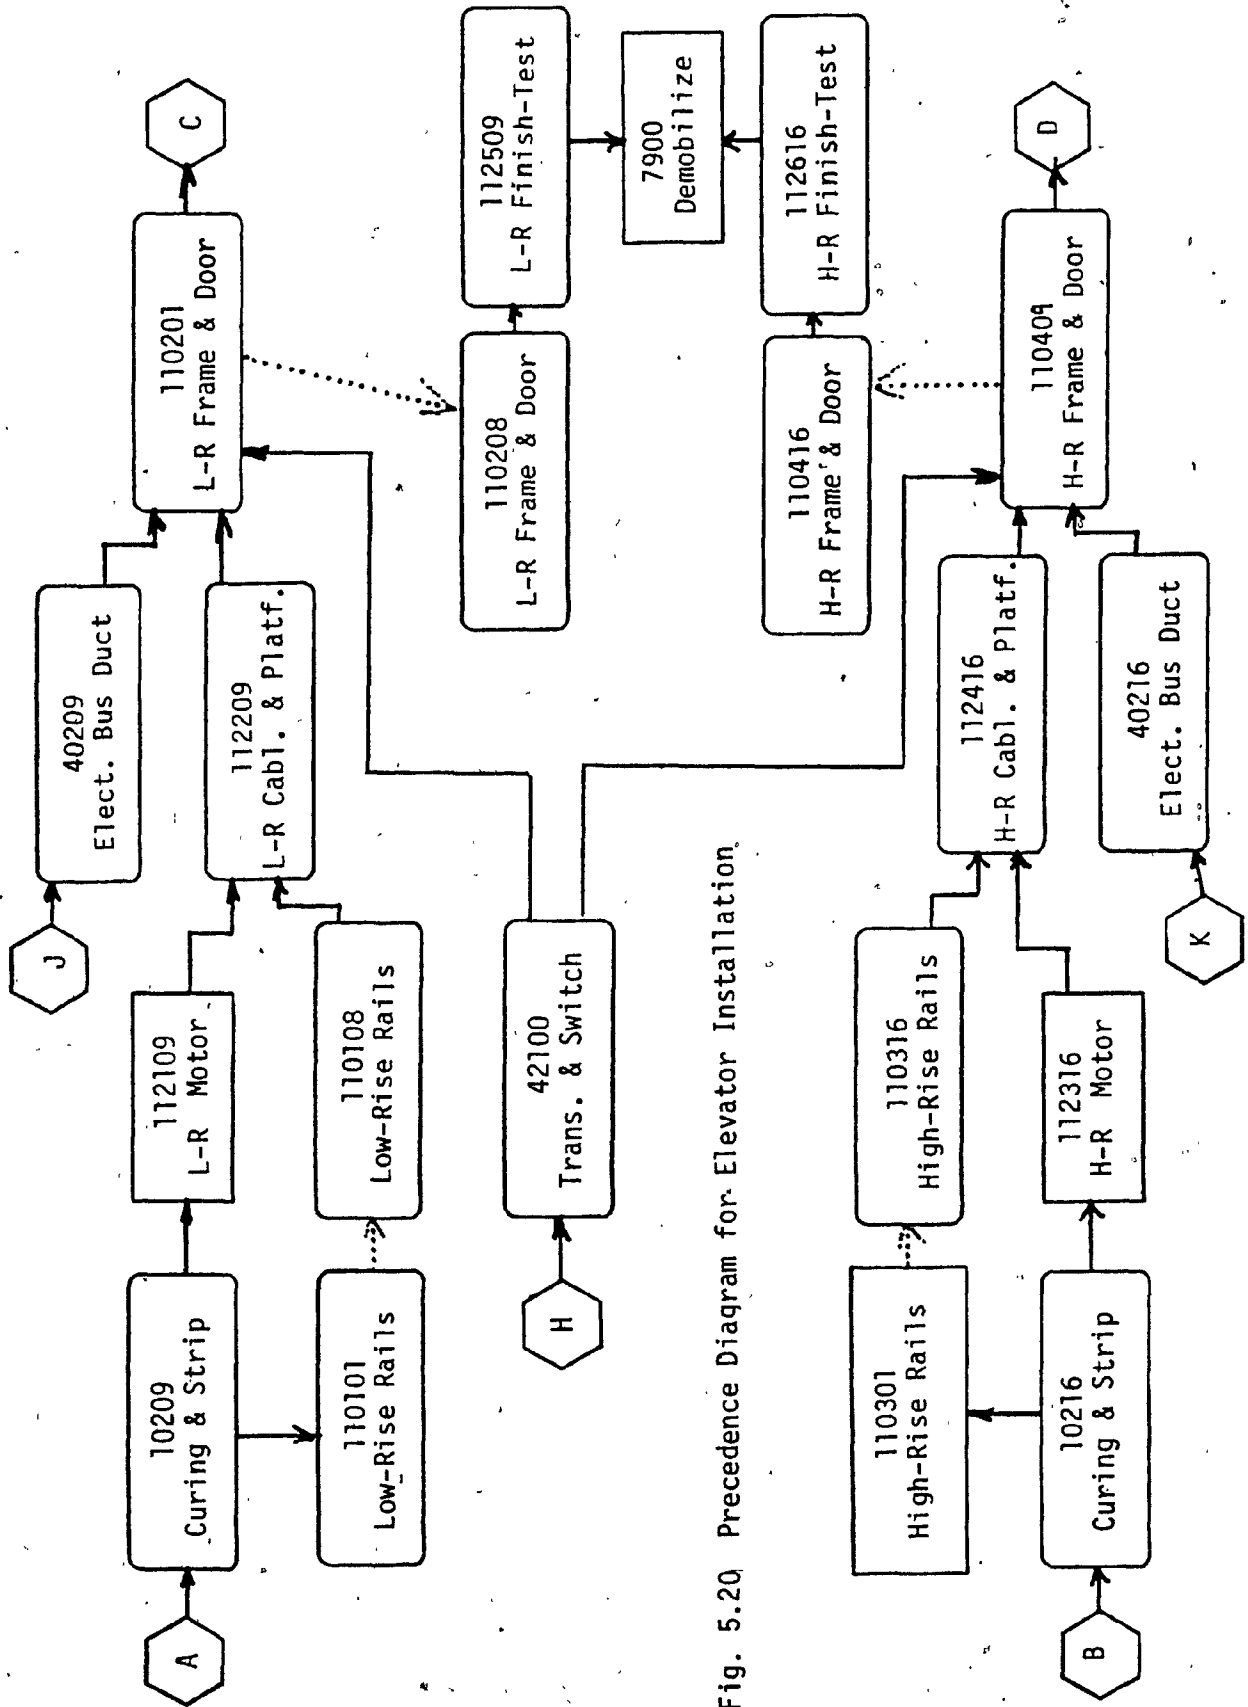 A
10209
Curing & Strip
112109
L-R Motor
J
40209
Elect. Bus Duct
110201
L-R Frame & Door
C
110101
Low-Rise Rails
110108
Low-Rise Rails
112209
L-R Cabl. & Platf.
H
42100
Trans. & Switch
110208
L-R Frame & Door
112509
L-R Finish-Test
7900
Demobilize
Fig. 5.20 Precedence Diagram for Elevator Installation
110416
H-R Frame & Door
112616
H-R Finish-Test
110301
High-Rise Rails
110316
High-Rise Rails
112416
H-R Cabl. & Platf.
110409
H-R Frame & Door
D
B
10216
Curing & Strip
112316
H-R Motor
K
40216
Elect. Bus Duct